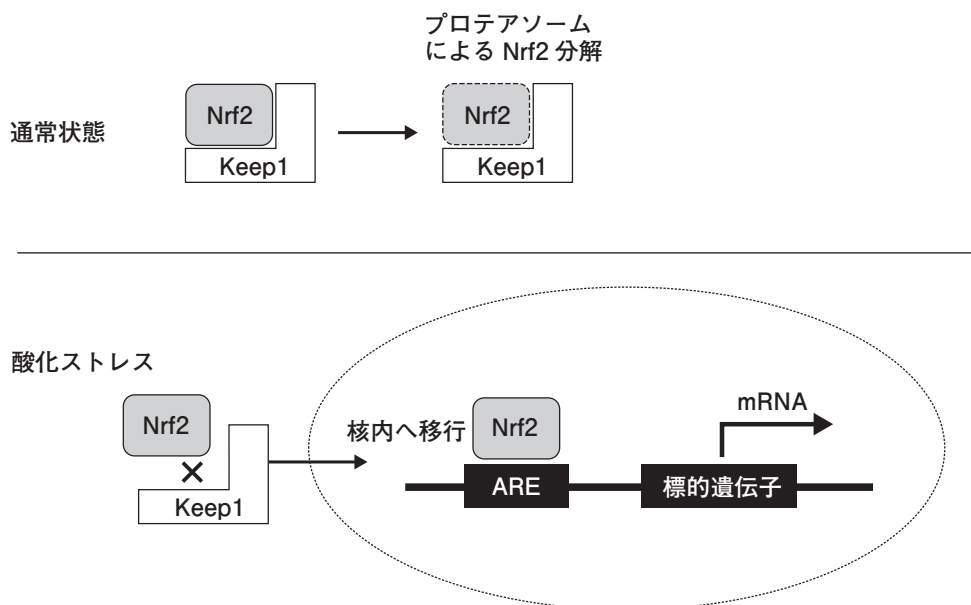 プロテアソーム
による Nrf2 分解
通常状態
Nrf2
Keep1
Nrf2
Keep1
酸化ストレス
Nrf2
Keep1
核内へ移行
Nrf2
ARE
標的遺伝子
mRNA